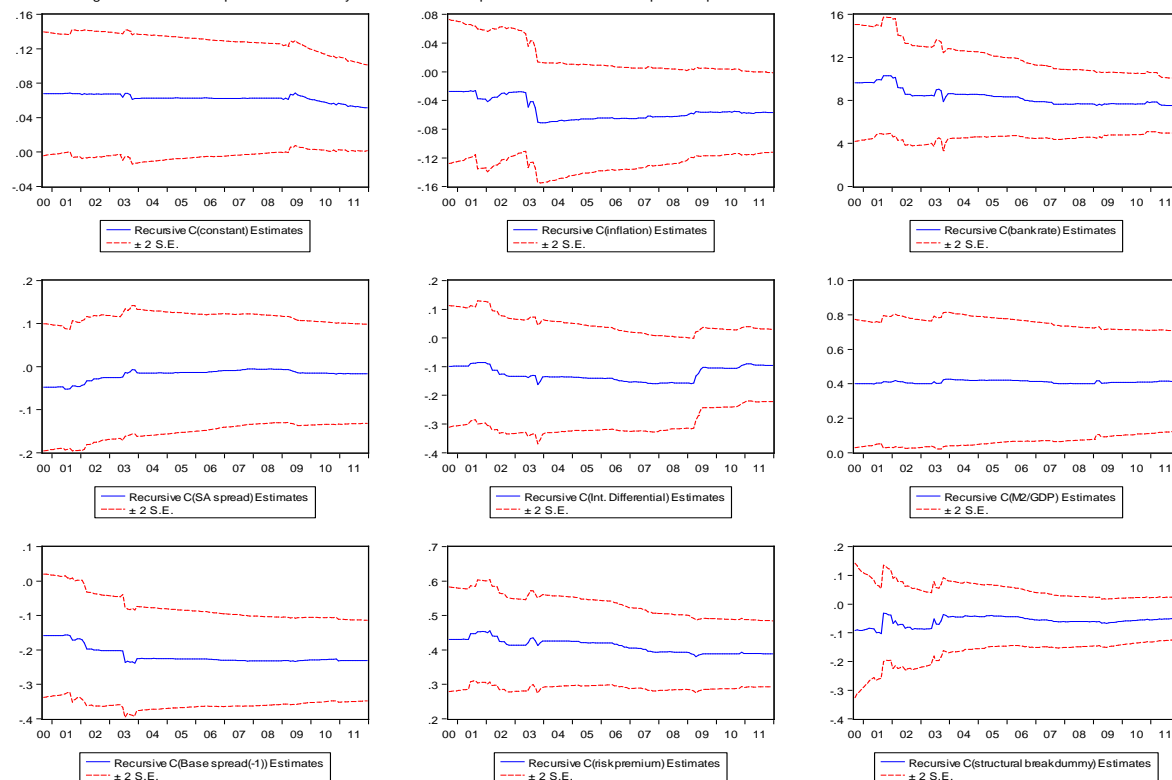 .16
.12
.08
.04
.00
-.04
00 01 02 03 04 05 06 07 08 09 10 11
Recursive C(constant) Estimates
± 2 S.E.
.08
.04
.00
-.04
-.08
-.12
-.16
00 01 02 03 04 05 06 07 08 09 10 11
Recursive C(inflation) Estimates
± 2 S.E.
16
12
8
4
0
00 01 02 03 04 05 06 07 08 09 10 11
Recursive C(bankrate) Estimates
± 2 S.E.
.2
.1
.0
-.1
-.2
00 01 02 03 04 05 06 07 08 09 10 11
Recursive C(SA spread) Estimates
± 2 S.E.
.2
.1
.0
-.1
-.2
-.3
-.4
00 01 02 03 04 05 06 07 08 09 10 11
Recursive C(Int. Differential) Estimates
± 2 S.E.
1.0
0.8
0.6
0.4
0.2
0.0
00 01 02 03 04 05 06 07 08 09 10 11
Recursive C(M2/GDP) Estimates
± 2 S.E.
.1
.0
-.1
-.2
-.3
-.4
00 01 02 03 04 05 06 07 08 09 10 11
Recursive C(Base spread(-1)) Estimates
± 2 S.E.
.7
.6
.5
.4
.3
.2
00 01 02 03 04 05 06 07 08 09 10 11
Recursive C(riskpremium) Estimates
± 2 S.E.
.2
.1
.0
-.1
-.2
-.3
-.4
00 01 02 03 04 05 06 07 08 09 10 11
Recursive C(structural breakdummy) Estimates
± 2 S.E.